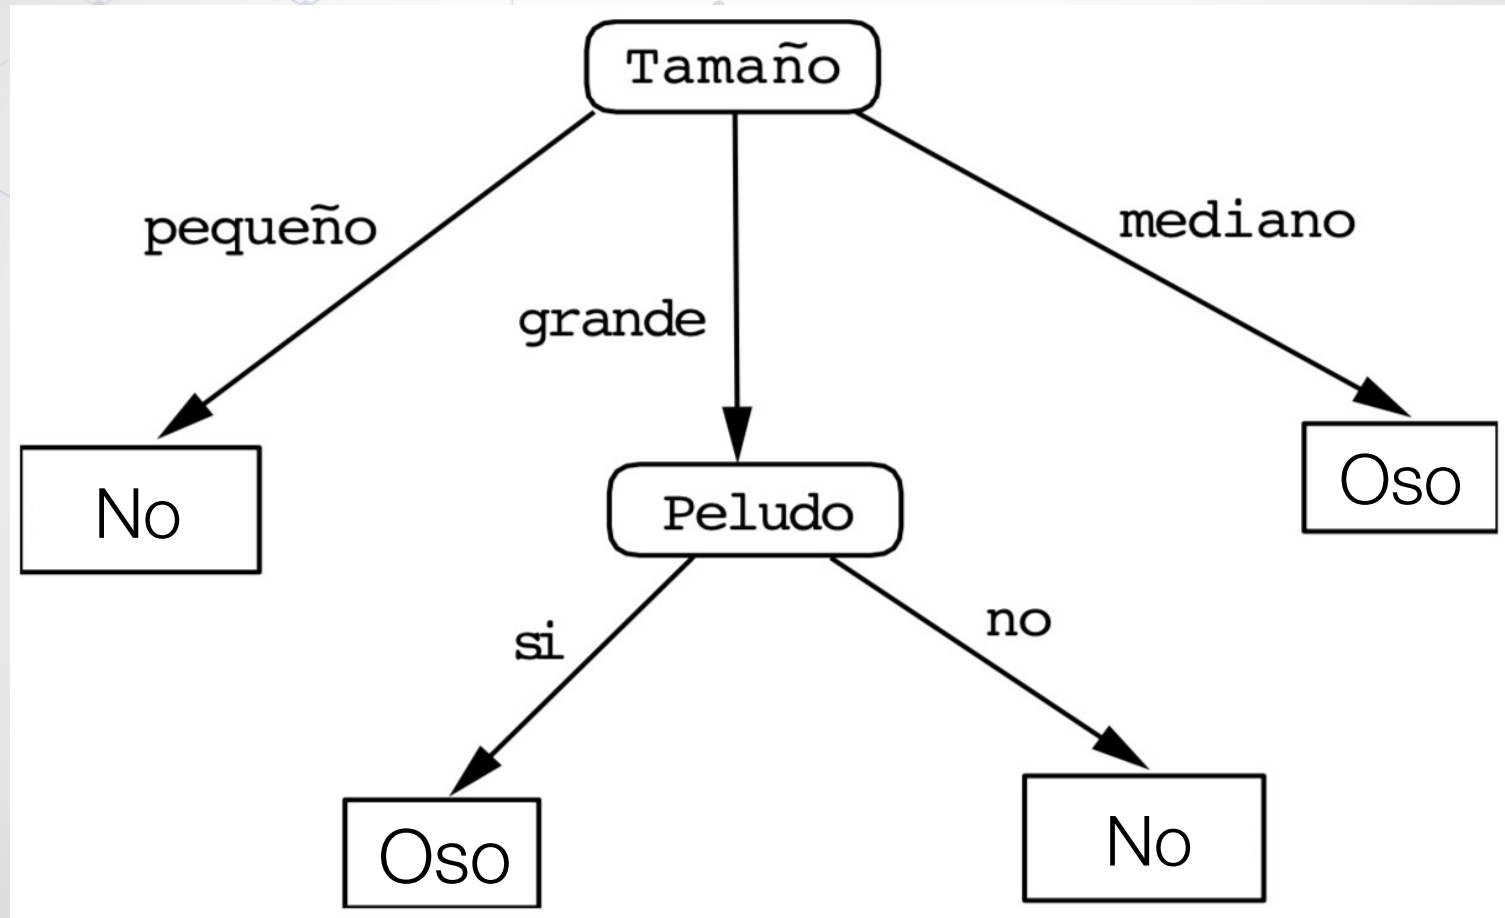 Tamaño
pequeño
mediano
grande
No
Peludo
Oso
si
no
Oso
No